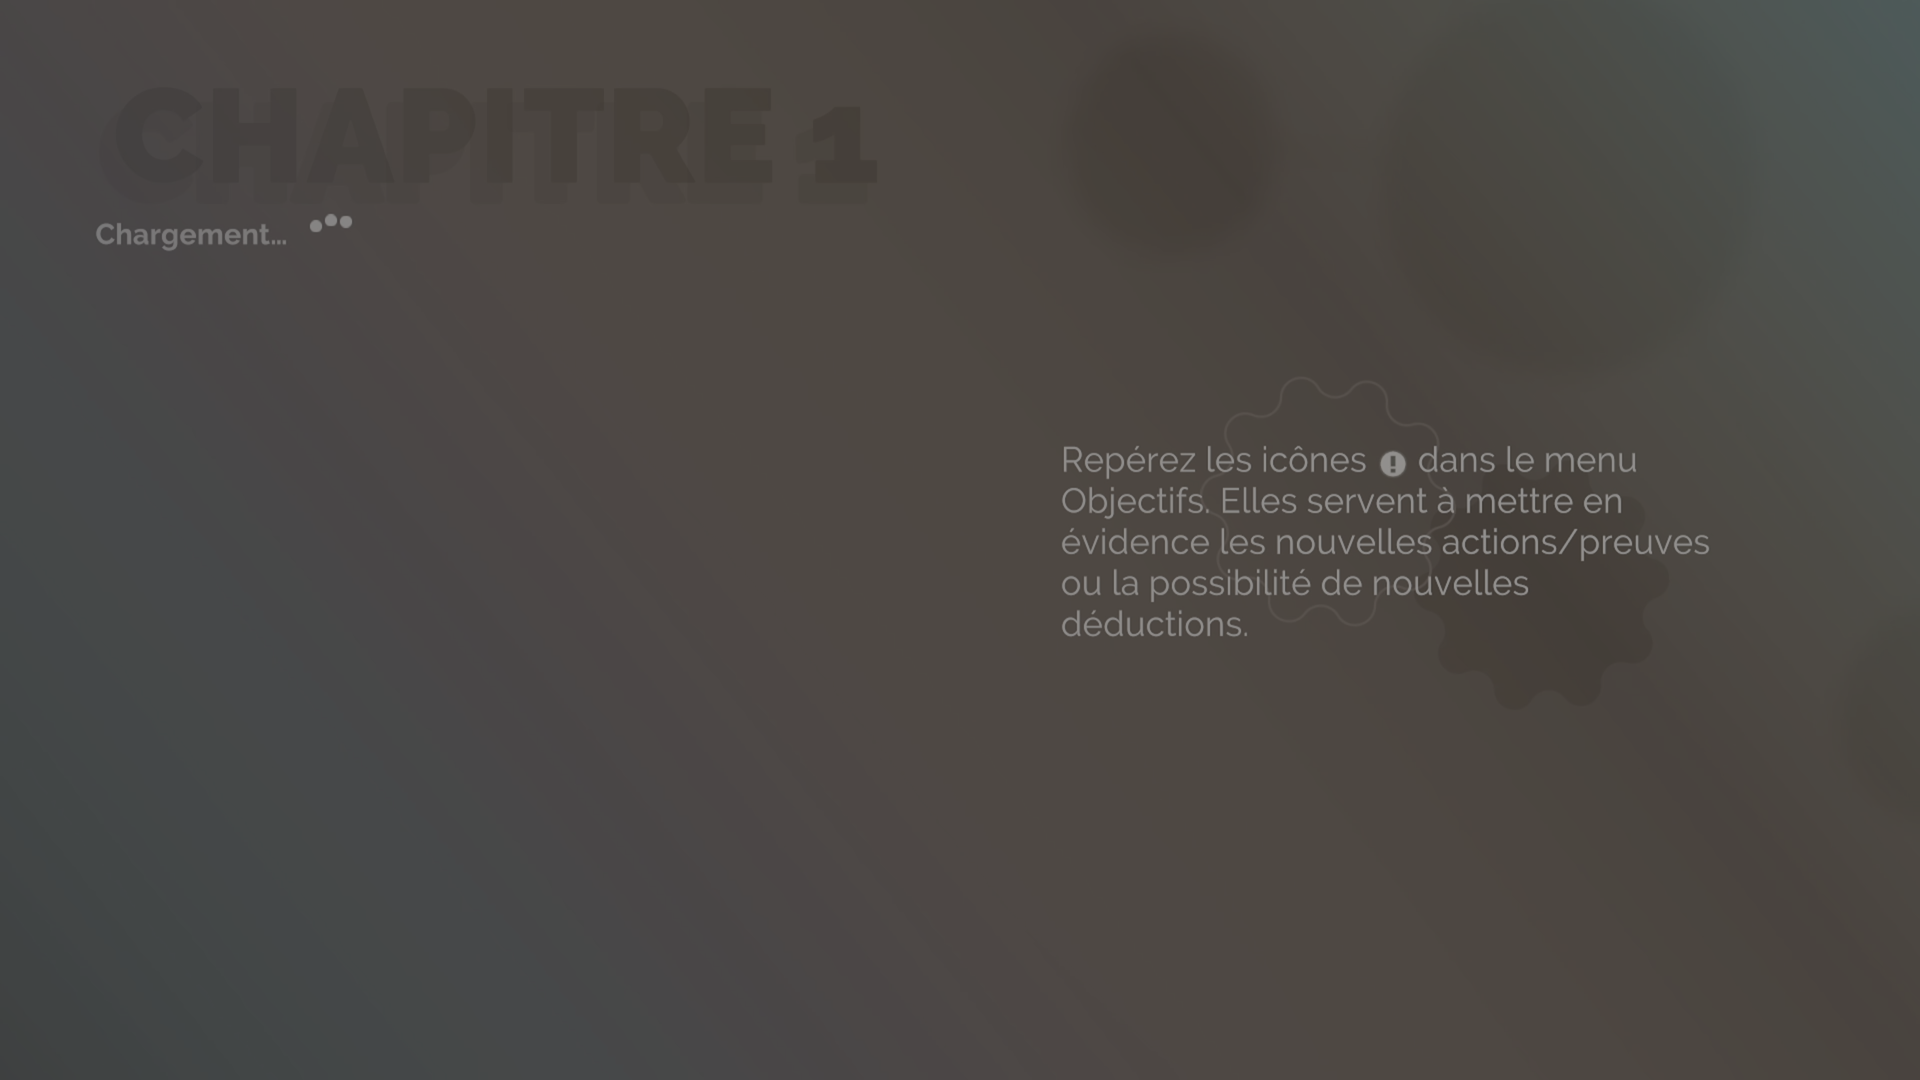 CHAPITRE 1
Chargement...
Repérez les icônes ! dans le menu
Objectifs. Elles servent à mettre en
évidence les nouvelles actions/preuves
ou la possibilité de nouvelles
déductions.